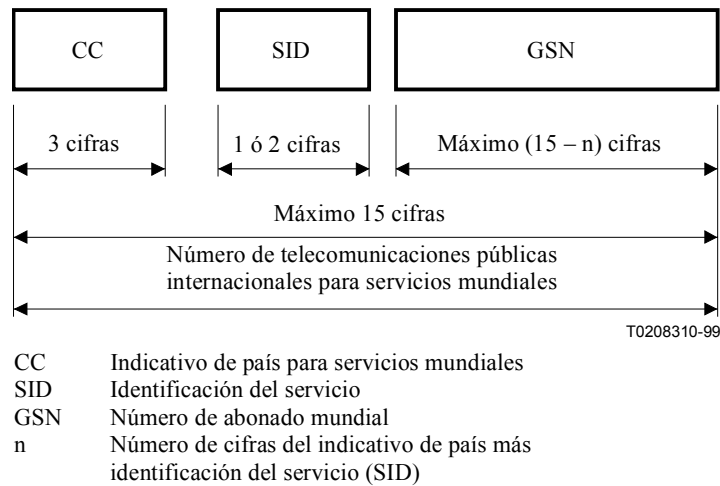 CC SID GSN
3 cifras 1 ó 2 cifras Máximo (15 – n) cifras
Máximo 15 cifras
Número de telecomunicaciones públicas
internacionales para servicios mundiales
T0208310-99
CC Indicativo de país para servicios mundiales
SID Identificación del servicio
GSN Número de abonado mundial
n Número de cifras del indicativo de país más
identificación del servicio (SID)